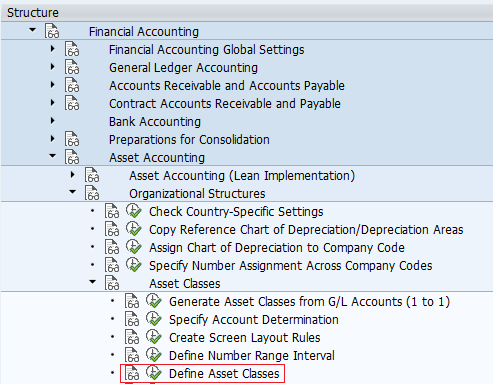 Structure
Financial Accounting
Financial Accounting Global Settings
General Ledger Accounting
Accounts Receivable and Accounts Payable
Contract Accounts Receivable and Payable
Bank Accounting
Preparations for Consolidation
Asset Accounting
Asset Accounting (Lean Implementation)
Organizational Structures
Check Country-Specific Settings
Copy Reference Chart of Depreciation/Depreciation Areas
Assign Chart of Depreciation to Company Code
Specify Number Assignment Across Company Codes
Asset Classes
Generate Asset Classes from G/L Accounts (1 to 1)
Specify Account Determination
Create Screen Layout Rules
Define Number Range Interval
Define Asset Classes